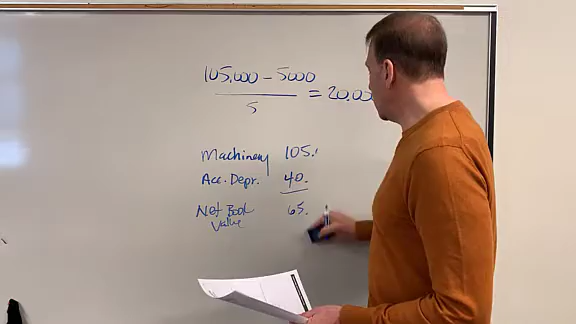 105.000 – 5000
5
= 20.00
Machinery 105.
Acc. Depr. 40.
Net Book 65.
Value